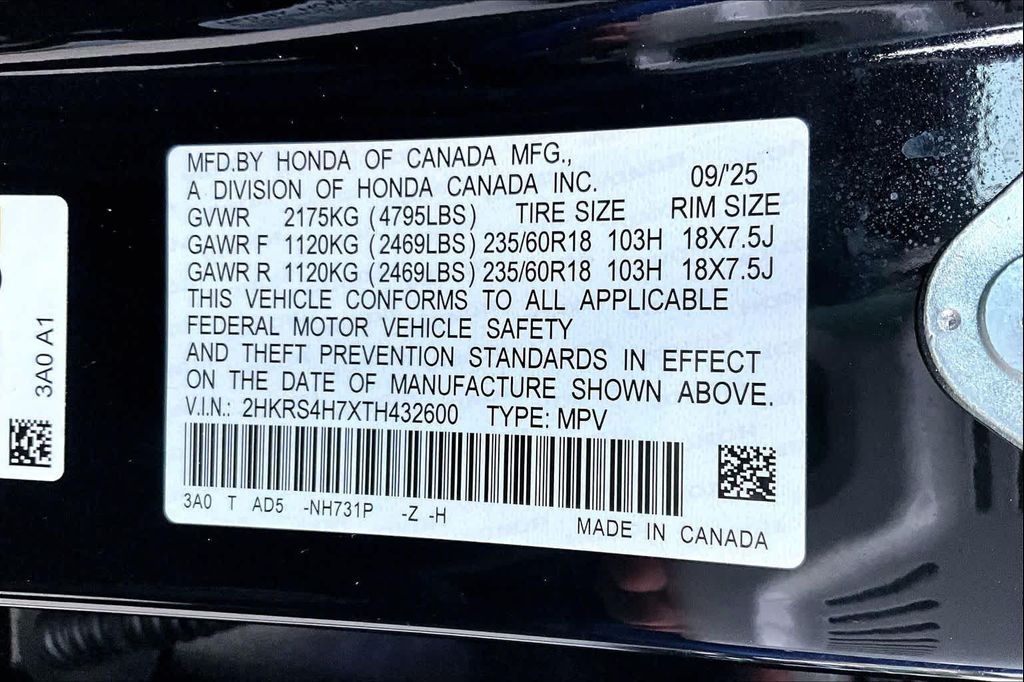 MFD.BY HONDA OF CANADA MFG.,
A DIVISION OF HONDA CANADA INC. 09/'25
GVWR 2175KG (4795LBS) TIRE SIZE RIM SIZE
GAWR F 1120KG (2469LBS) 235/60R18 103H 18X7.5J
GAWR R 1120KG (2469LBS) 235/60R18 103H 18X7.5J
THIS VEHICLE CONFORMS TO ALL APPLICABLE
FEDERAL MOTOR VEHICLE SAFETY
AND THEFT PREVENTION STANDARDS IN EFFECT
ON THE DATE OF MANUFACTURE SHOWN ABOVE.
V.I.N.: 2HKRS4H7XTH432600 TYPE: MPV
3A0 T AD5 -NH731P -Z -H
MADE IN CANADA
3A0 A1